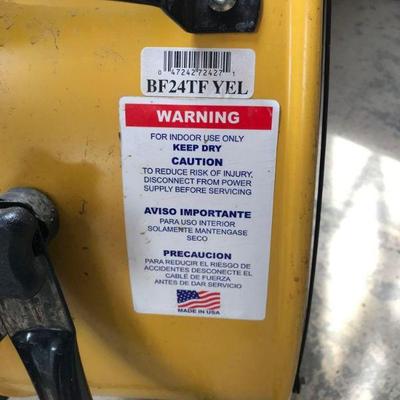 0 47242 72427 1
BF24TF YEL
WARNING
FOR INDOOR USE ONLY
KEEP DRY
CAUTION
TO REDUCE RISK OF INJURY,
DISCONNECT FROM POWER
SUPPLY BEFORE SERVICING
AVISO IMPORTANTE
PARA USO INTERIOR
SOLAMENTE MANTENGASE
SECO
PRECAUCION
PARA REDUCIR EL RIESGO DE
ACCIDENTES DESCONECTE EL
CABLE DE FUERZA
ANTES DE DAR SERVICIO
MADE IN USA